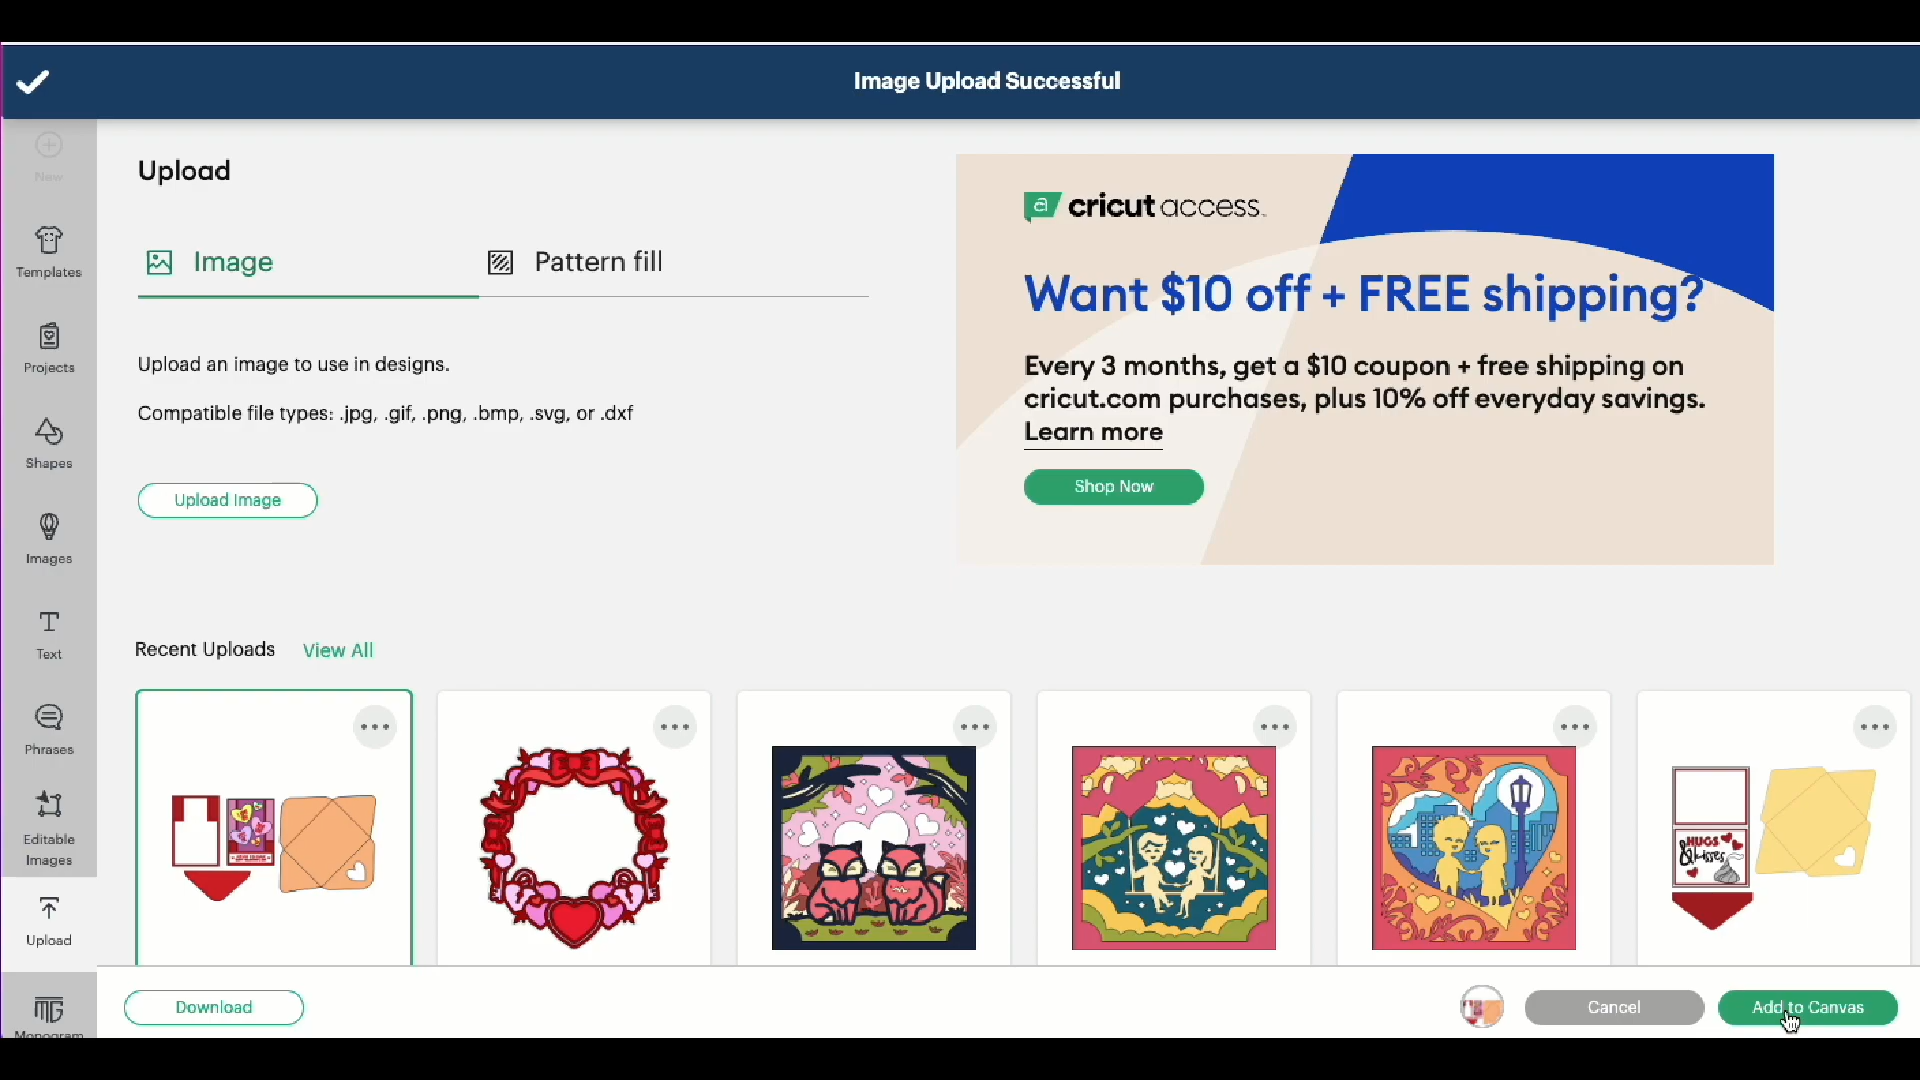 Image Upload Successful
New
Templates
Projects
Shapes
Images
Text
Phrases
Editable
Images
Upload
Monogram
Upload
Image
Pattern fill
Upload an image to use in designs.
Compatible file types: .jpg, .gif, .png, .bmp, .svg, or .dxf
Upload Image
a cricut access™
Want $10 off + FREE shipping?
Every 3 months, get a $10 coupon + free shipping on
cricut.com purchases, plus 10% off everyday savings.
Learn more
Shop Now
Recent Uploads View All
HUGS
& kisses
Download
Cancel
Add to Canvas